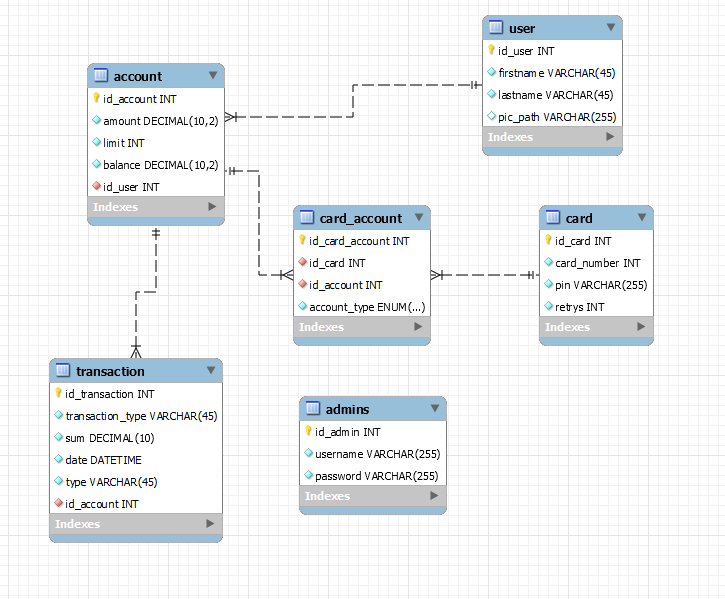 user
id_user INT
firstname VARCHAR(45)
lastname VARCHAR(45)
pic_path VARCHAR(255)
Indexes
account
id_account INT
amount DECIMAL(10,2)
limit INT
balance DECIMAL(10,2)
id_user INT
Indexes
card_account
id_card_account INT
id_card INT
id_account INT
account_type ENUM(...)
Indexes
card
id_card INT
card_number INT
pin VARCHAR(255)
retrys INT
Indexes
transaction
id_transaction INT
transaction_type VARCHAR(45)
sum DECIMAL(10)
date DATETIME
type VARCHAR(45)
id_account INT
Indexes
admins
id_admin INT
username VARCHAR(255)
password VARCHAR(255)
Indexes